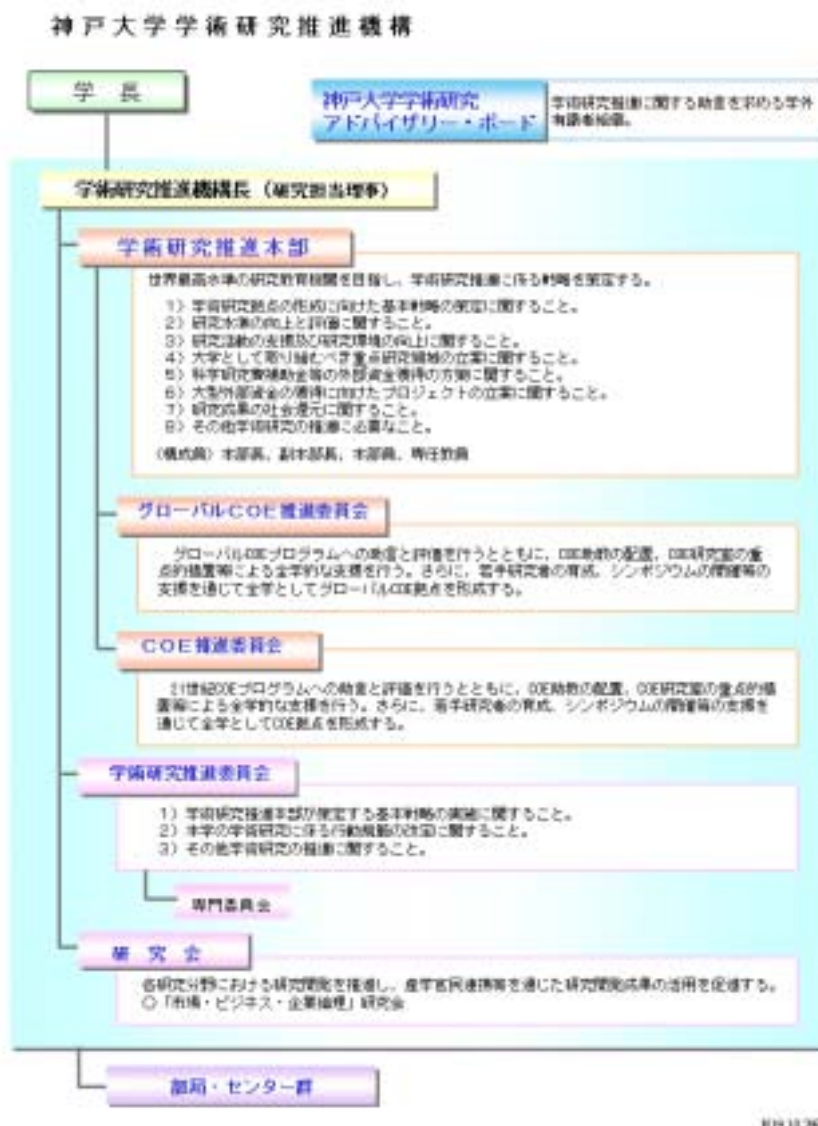 神戸大学学術研究推進機構
学 長
神戸大学学術研究
アドバイザリー・ボード
学術研究推進に関する助言を求める学外
有識者組織。
学術研究推進機構長（研究担当理事）
学術研究推進本部
世界最高水準の研究教育機関を目指し、学術研究推進に係る戦略を策定する。
1）学術研究拠点の形成に向けた基本戦略の策定に関すること。
2）研究水準の向上と評価に関すること。
3）研究活動の支援及び研究環境の向上に関すること。
4）大学として取り組むべき重点研究領域の立案に関すること。
5）科学研究費補助金等の外部資金獲得の方策に関すること。
6）大型外部資金の獲得に向けたプロジェクトの立案に関すること。
7）研究成果の社会還元に関すること。
8）その他学術研究の推進に必要なこと。
（構成員）本部長、副本部長、本部員、専任教員
グローバルCOE推進委員会
グローバルCOEプログラムへの助言と評価を行うとともに，COE助教の配置，COE研究室の重
点的措置等による全学的な支援を行う。さらに，若手研究者の育成，シンポジウムの開催等の
支援を通じて全学としてグローバルCOE拠点を形成する。
COE推進委員会
21世紀COEプログラムへの助言と評価を行うとともに，COE助教の配置，COE研究室の重点的措
置等による全学的な支援を行う。さらに，若手研究者の育成，シンポジウムの開催等の支援を
通じて全学としてCOE拠点を形成する。
学術研究推進委員会
1）学術研究推進本部が策定する基本戦略の実施に関すること。
2）本学の学術研究に係る行動規範の改定に関すること。
3）その他学術研究の推進に関すること。
専門委員会
研 究 会
各研究分野における研究開発を推進し、産学官民連携等を通じた研究開発成果の活用を促進する。
○「市場・ビジネス・企業倫理」研究会
部局・センター群